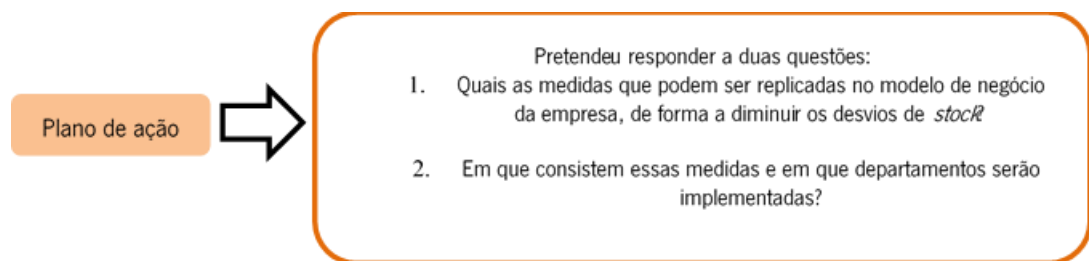 Plano de ação
Pretendeu responder a duas questões:
1. Quais as medidas que podem ser replicadas no modelo de negócio
da empresa, de forma a diminuir os desvios de stock?
2. Em que consistem essas medidas e em que departamentos serão
implementadas?